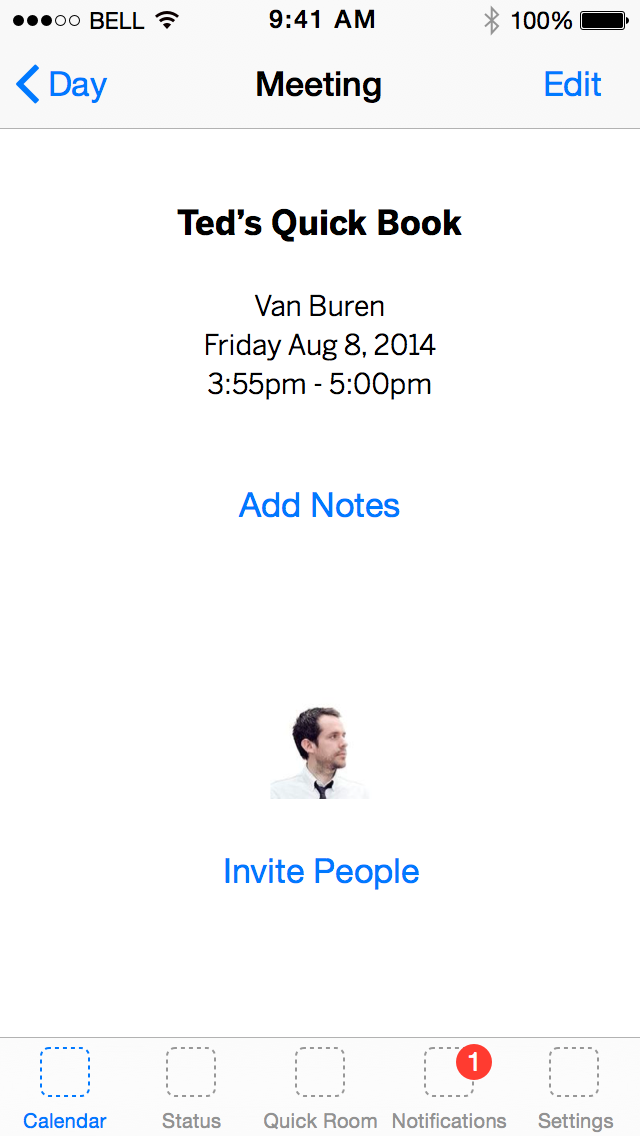 BELL 9:41 AM 100%
Day Meeting Edit
Ted’s Quick Book
Van Buren
Friday Aug 8, 2014
3:55pm - 5:00pm
Add Notes
Invite People
1
Calendar Status Quick Room Notifications Settings